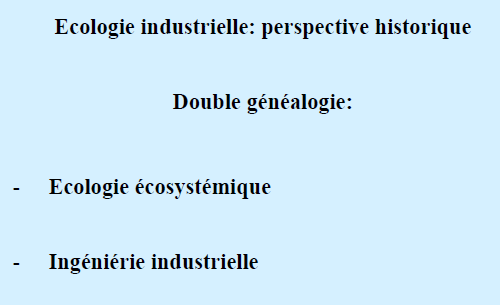 Ecologie industrielle: perspective historique
Double généalogie:
- Ecologie écosystémique
- Ingéniérie industrielle